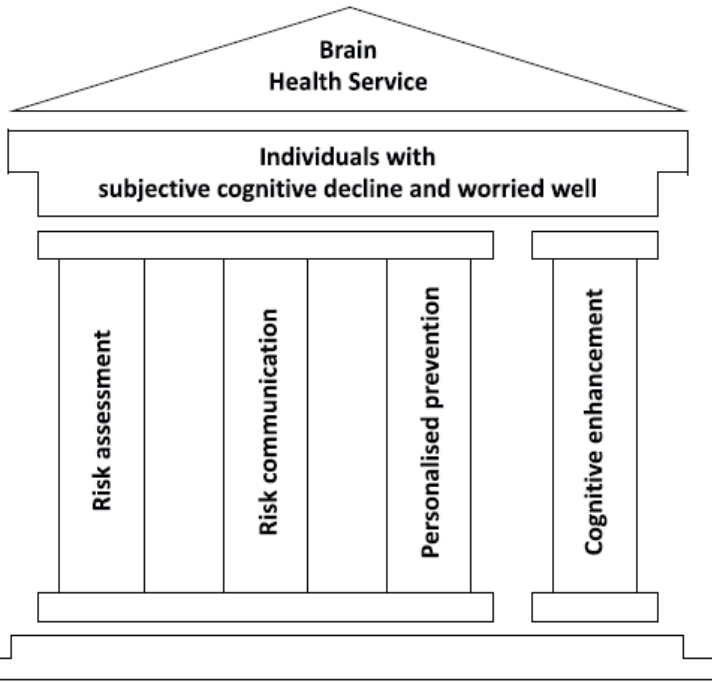 Brain
Health Service
Individuals with
subjective cognitive decline and worried well
Risk assessment
Risk communication
Personalised prevention
Cognitive enhancement